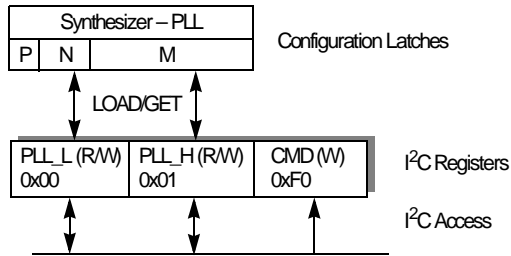 Synthesizer – PLL
P N M
Configuration Latches
LOAD/GET
PLL_L (R/W) PLL_H (R/W) CMD (W)
0x00 0x01 0xF0
I²C Registers
I²C Access